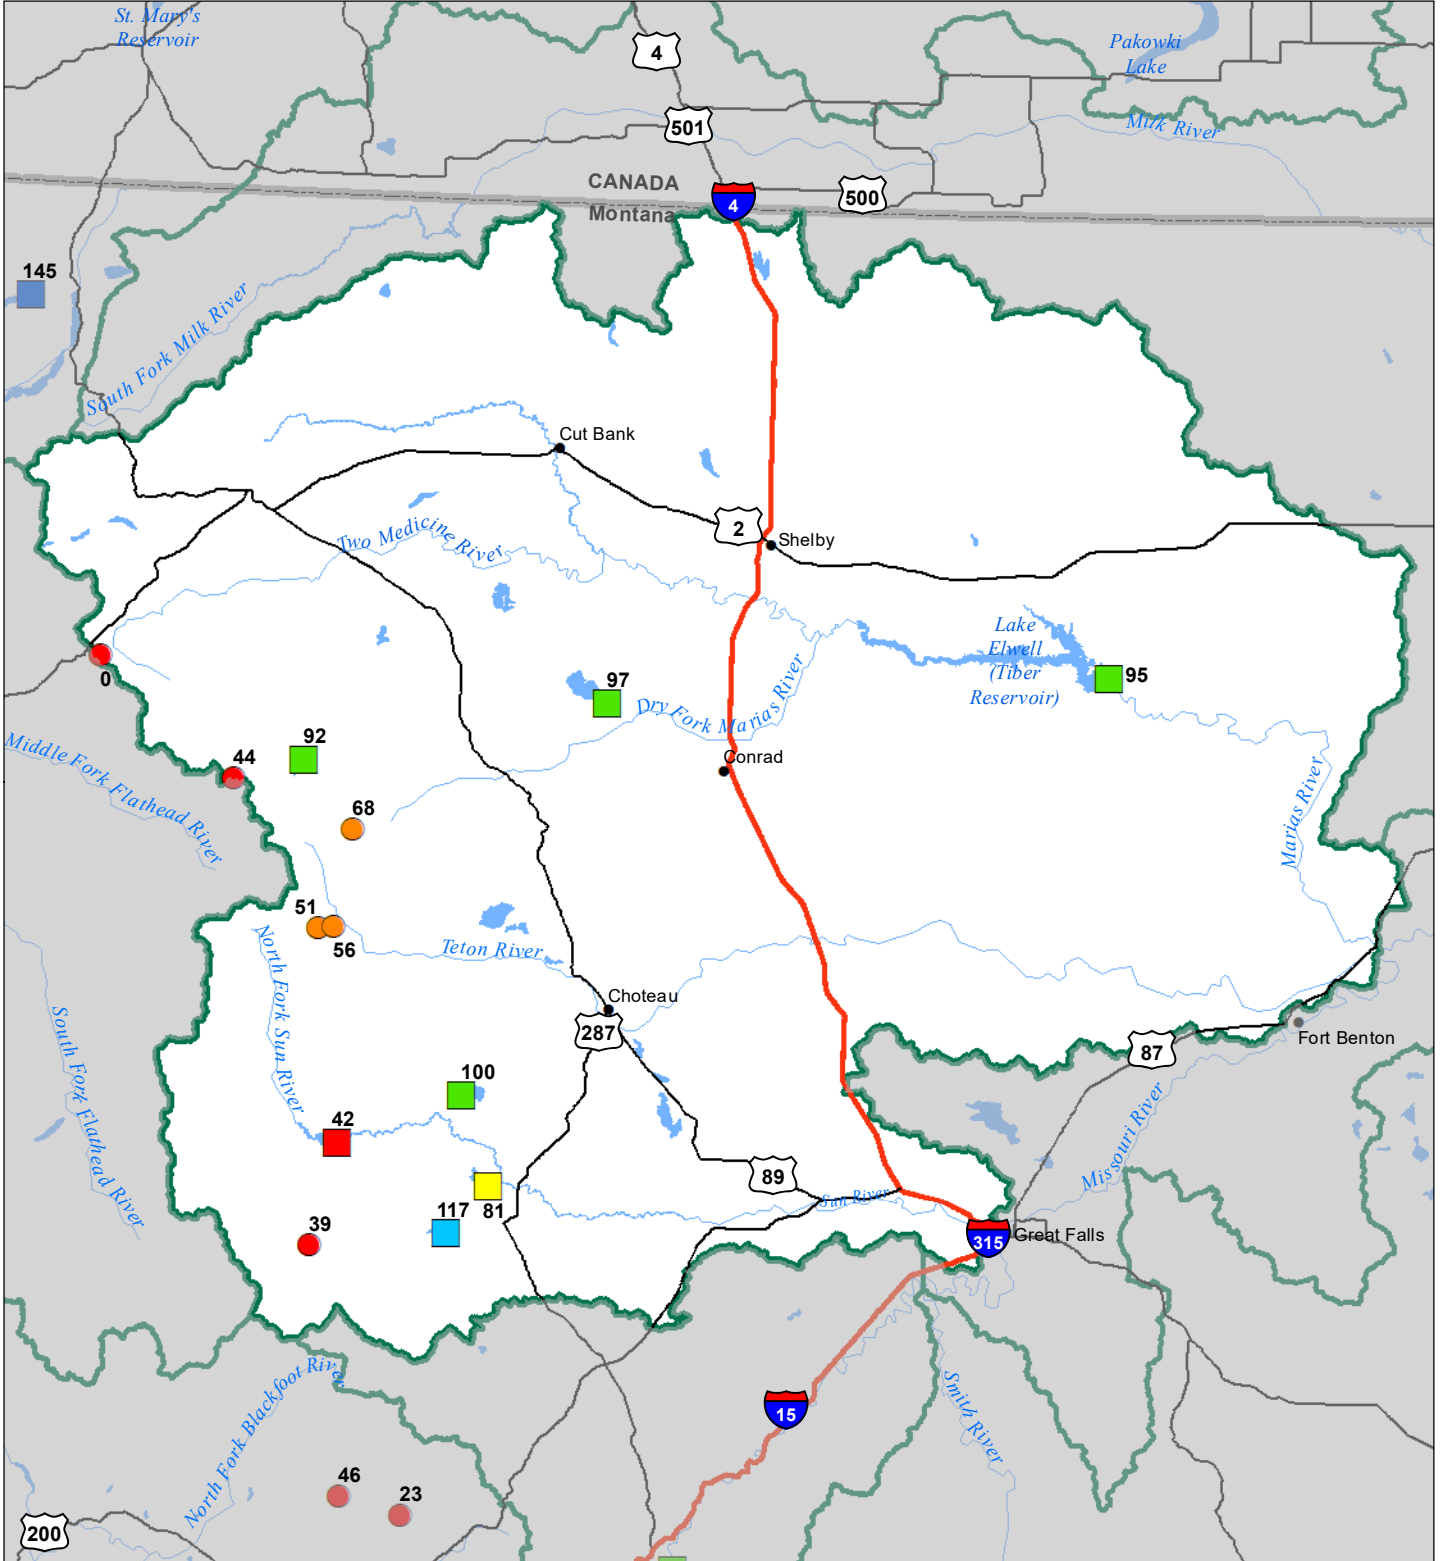 St. Mary's
Reservoir
4
Pakowki
Lake
501
Milk River
CANADA
Montana
4
500
145
South Fork Milk River
Cut Bank
2
Shelby
Two Medicine River
Lake
Elwell
(Tiber
Reservoir)
95
0
97
Dry Fork Marias River
92
44
Conrad
Middle Fork Flathead River
68
Marias River
51
56
Teton River
North Fork Sun River
Choteau
287
Fort Benton
87
South Fork Flathead River
100
42
Missouri River
89
81
117
Sun River
39
315
Great Falls
North Fork Blackfoot River
15
Smith River
46
23
200